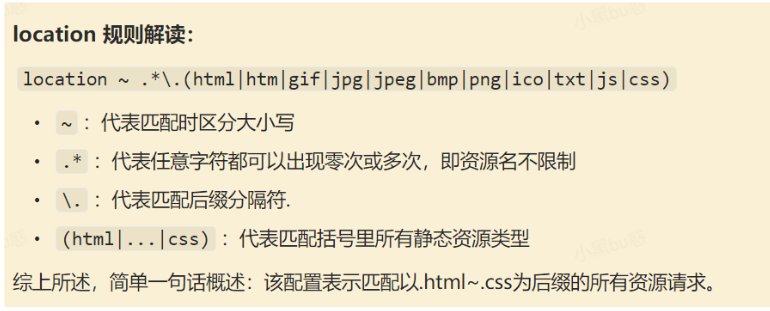 location 规则解读：
location ~ .*\.(html|htm|gif|jpg|jpeg|bmp|png|ico|txt|js|css)
• ~ ：代表匹配时区分大小写
• .* ：代表任意字符都可以出现零次或多次，即资源名不限制
• \. ：代表匹配后缀分隔符.
• (html|...|css) ：代表匹配括号里所有静态资源类型
综上所述，简单一句话概述：该配置表示匹配以.html~.css为后缀的所有资源请求。